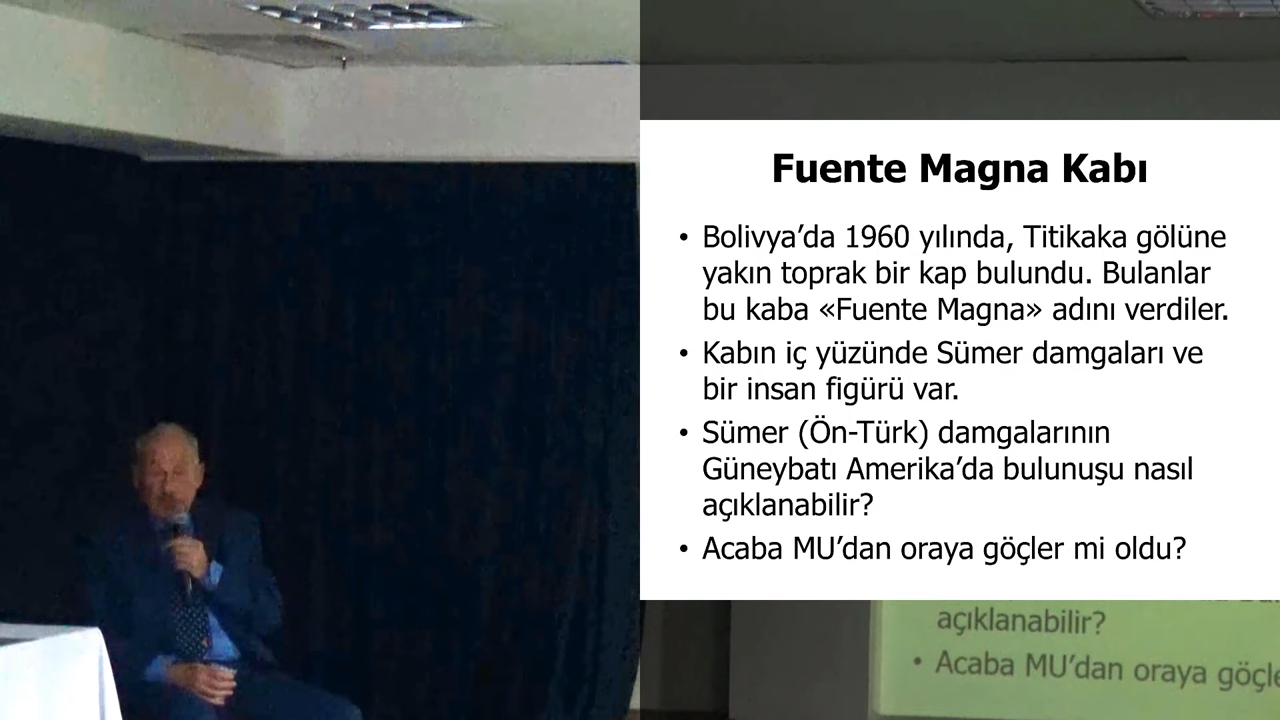 Fuente Magna Kabı
• Bolivya’da 1960 yılında, Titikaka gölüne
yakın toprak bir kap bulundu. Bulanlar
bu kaba «Fuente Magna» adını verdiler.
• Kabın iç yüzünde Sümer damgaları ve
bir insan figürü var.
• Sümer (Ön-Türk) damgalarının
Güneybatı Amerika’da bulunuşu nasıl
açıklanabilir?
• Acaba MU’dan oraya göçler mi oldu?
açıklanabilir?
• Acaba MU’dan oraya göçle